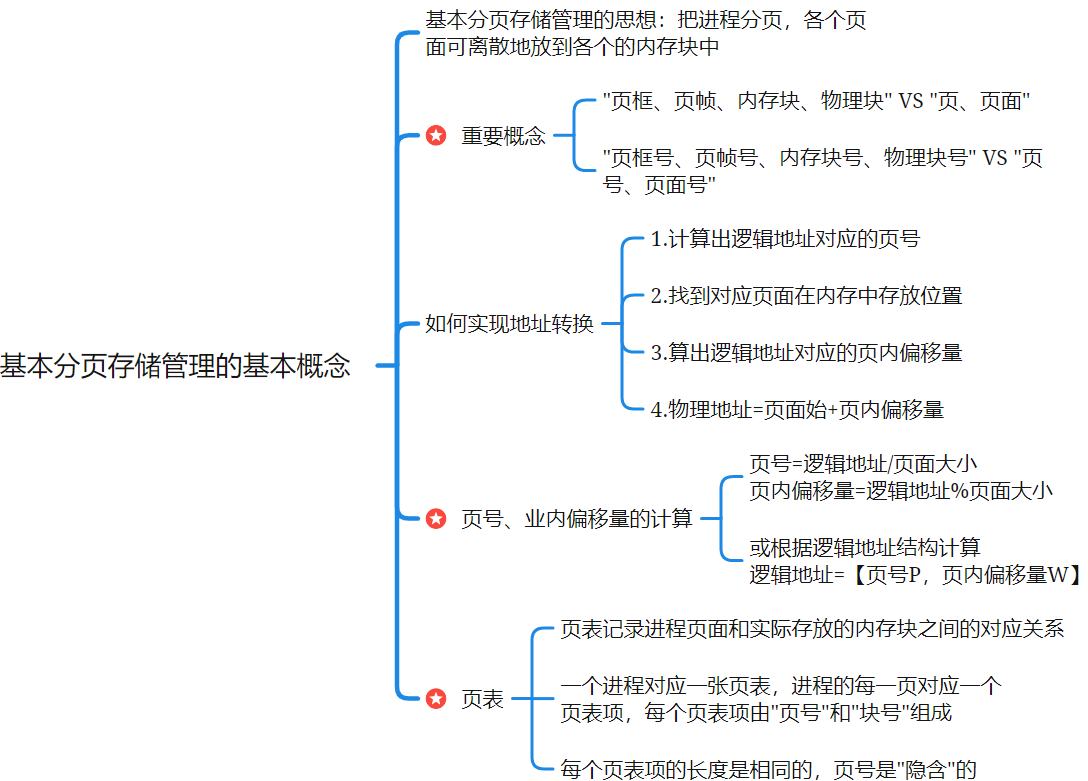 基本分页存储管理的思想：把进程分页，各个页
面可离散地放到各个的内存块中
"页框、页帧、内存块、物理块" VS "页、页面"
重要概念
"页框号、页帧号、内存块号、物理块号" VS "页
号、页面号"
1.计算出逻辑地址对应的页号
2.找到对应页面在内存中存放位置
如何实现地址转换
3.算出逻辑地址对应的页内偏移量
基本分页存储管理的基本概念
4.物理地址=页面始+页内偏移量
页号=逻辑地址/页面大小
页内偏移量=逻辑地址%页面大小
页号、业内偏移量的计算
或根据逻辑地址结构计算
逻辑地址=【页号P，页内偏移量W】
页表记录进程页面和实际存放的内存块之间的对应关系
页表
一个进程对应一张页表，进程的每一页对应一个
页表项，每个页表项由"页号"和"块号"组成
每个页表项的长度是相同的，页号是"隐含"的